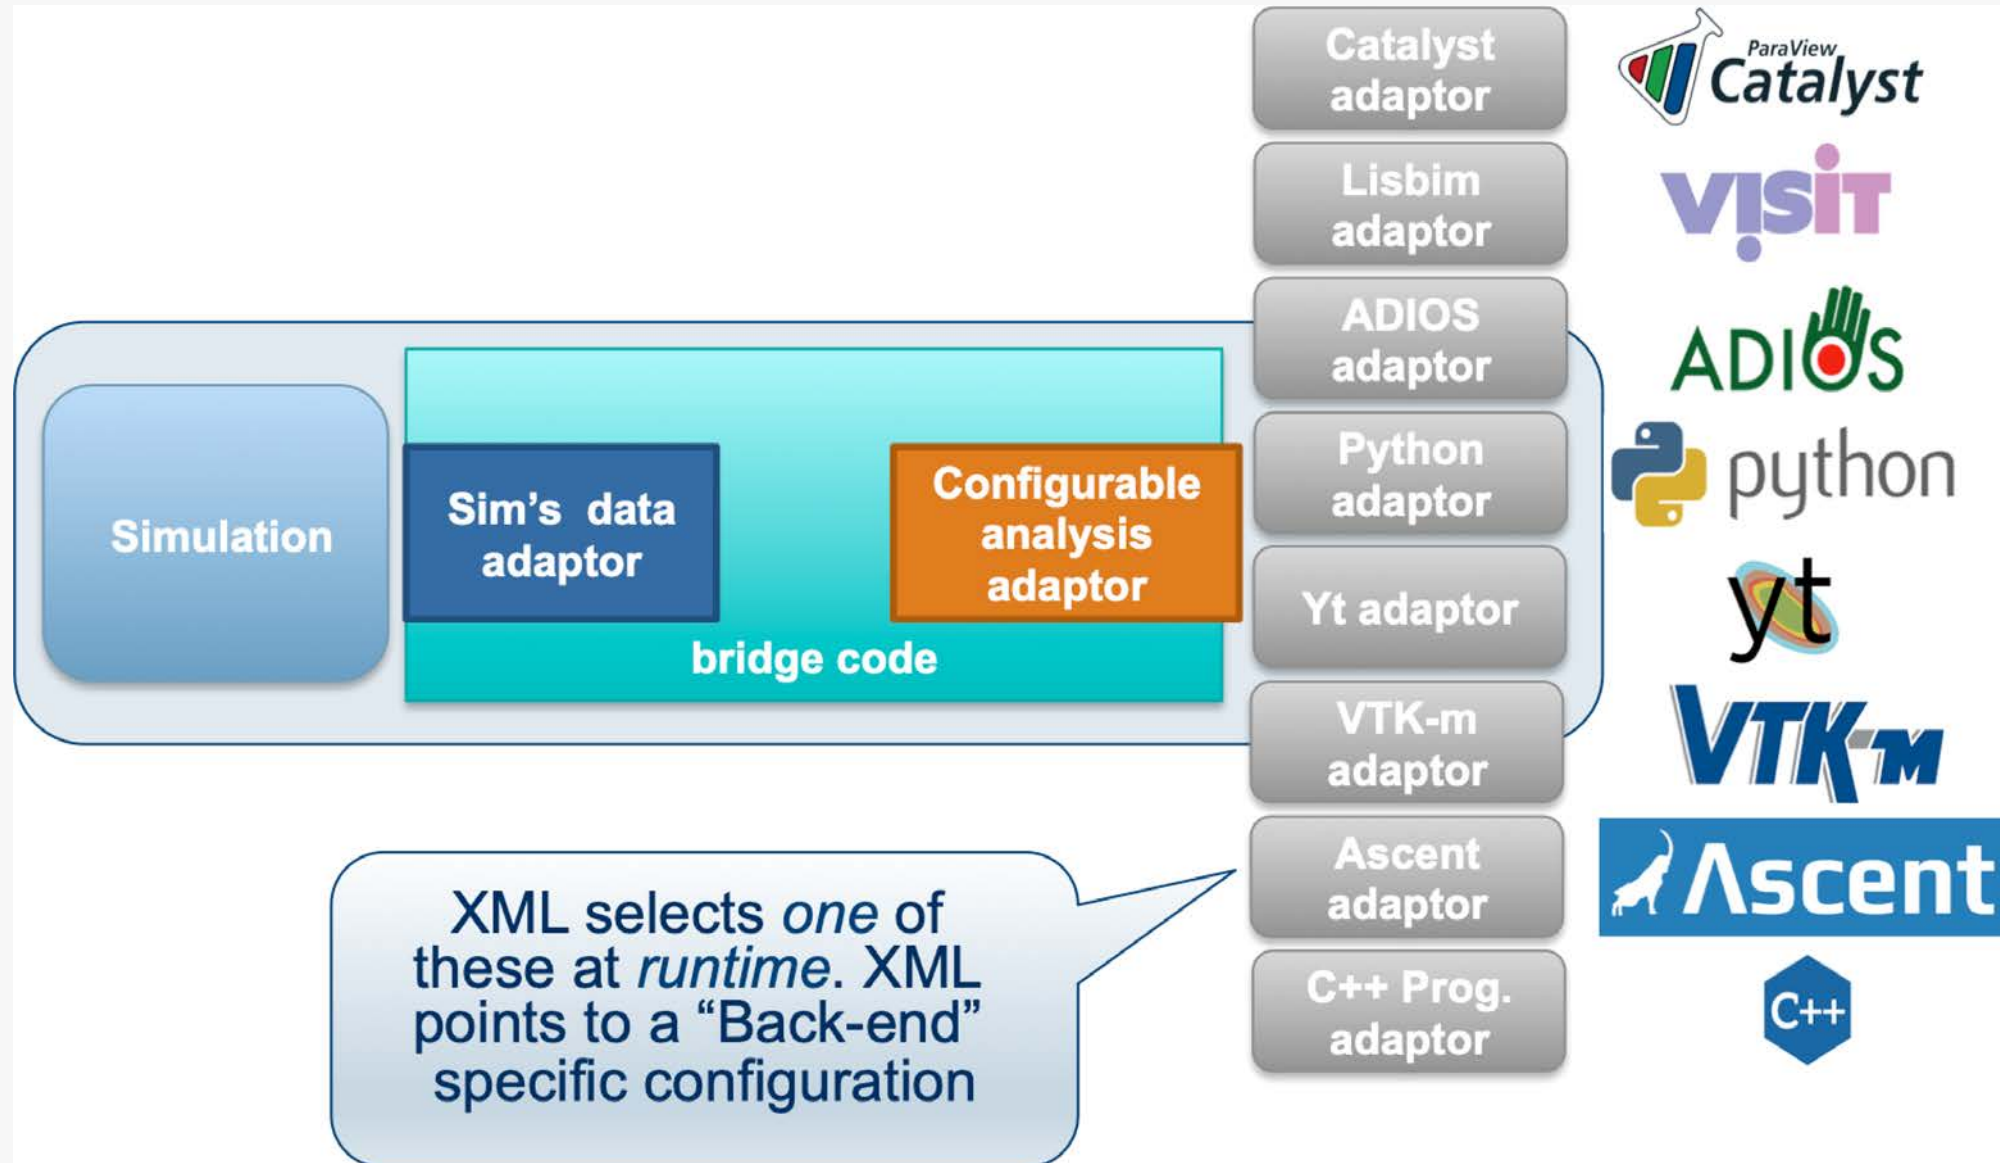 Catalyst
adaptor
ParaView
Catalyst
Lisbim
adaptor
VISIT
ADIOS
adaptor
ADIOS
Python
adaptor
python
Simulation
Sim’s data
adaptor
Configurable
analysis
adaptor
bridge code
Yt adaptor
yt
VTK-m
adaptor
VTK-m
Ascent
adaptor
Ascent
C++ Prog.
adaptor
C++
XML selects one of
these at runtime. XML
points to a “Back-end”
specific configuration